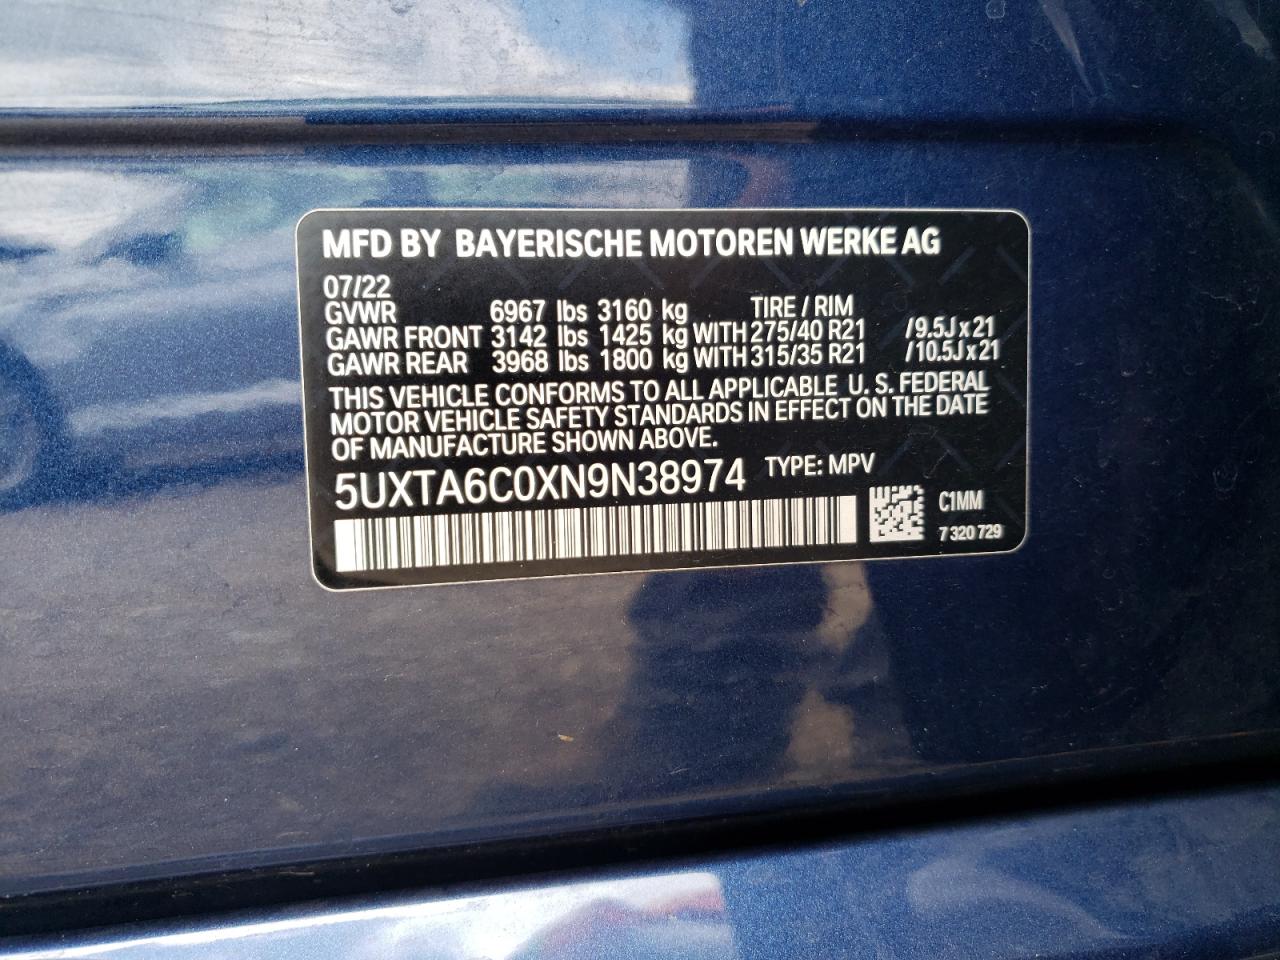 MFD BY BAYERISCHE MOTOREN WERKE AG
07/22
GVWR 6967 lbs 3160 kg TIRE / RIM
GAWR FRONT 3142 lbs 1425 kg WITH 275/40 R21 /9.5J x 21
GAWR REAR 3968 lbs 1800 kg WITH 315/35 R21 /10.5J x 21
THIS VEHICLE CONFORMS TO ALL APPLICABLE U. S. FEDERAL
MOTOR VEHICLE SAFETY STANDARDS IN EFFECT ON THE DATE
OF MANUFACTURE SHOWN ABOVE.
5UXTA6C0XN9N38974 TYPE: MPV
C1MM
7 320 729